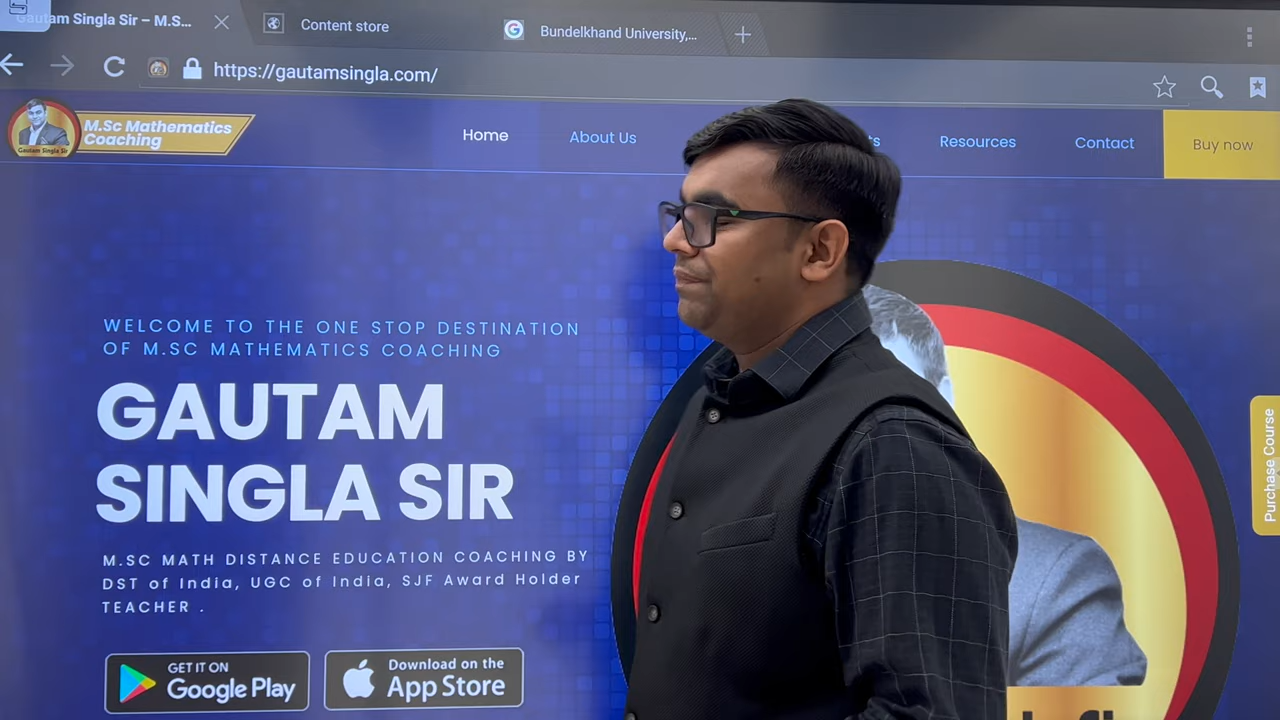 Gautam Singla Sir – M.S...
Content store
Bundelkhand University,...
https://gautamsingla.com/
M.Sc Mathematics
Coaching
Gautam Singla Sir
Home
About Us
Resources
Contact
Buy now
WELCOME TO THE ONE STOP DESTINATION
OF M.SC MATHEMATICS COACHING
GAUTAM
SINGLA SIR
M.SC MATH DISTANCE EDUCATION COACHING BY
DST of India, UGC of India, SJF Award Holder
TEACHER .
GET IT ON
Google Play
Download on the
App Store
Purchase Course